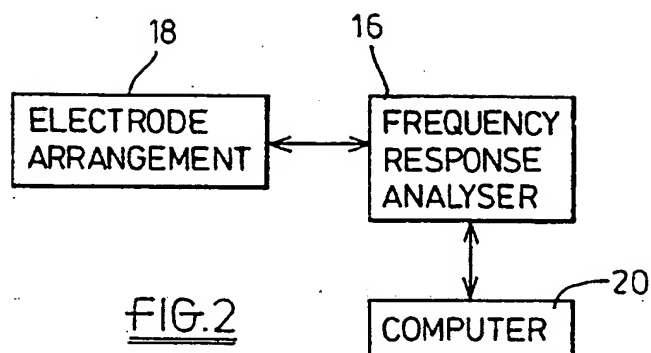 18
16
ELECTRODE
ARRANGEMENT
FREQUENCY
RESPONSE
ANALYSER
20
COMPUTER
FIG.2